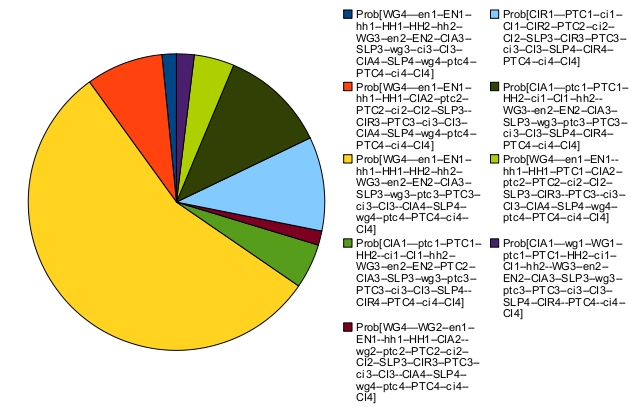 Prob[WG4––en1–EN1–
hh1–HH1–HH2–hh2–
WG3–en2–EN2–CIA3–
SLP3–wg3–ci3–CI3–
CIA4–SLP4–wg4–ptc4–
PTC4–ci4–CI4]
Prob[WG4––en1–EN1–
hh1–HH1–CIA2–ptc2–
PTC2–ci2–CI2–SLP3––
CIR3–PTC3–ci3–CI3–
CIA4–SLP4–wg4–ptc4–
PTC4–ci4–CI4]
Prob[WG4––en1–EN1–
hh1–HH1–HH2–hh2–
WG3–en2–EN2–CIA3–
SLP3–wg3–ptc3–PTC3–
ci3–CI3––CIA4–SLP4–
wg4–ptc4–PTC4–ci4–
CI4]
Prob[CIA1––ptc1–PTC1–
HH2––ci1–CI1–hh2––
WG3–en2–EN2–PTC2–
CIA3–SLP3–wg3–ptc3–
PTC3–ci3–CI3–SLP4––
CIR4–PTC4–ci4–CI4]
Prob[WG4––WG2–en1–
EN1––hh1–HH1–CIA2––
wg2–ptc2–PTC2–ci2–
CI2–SLP3–CIR3–PTC3–
ci3–CI3––CIA4–SLP4–
wg4–ptc4–PTC4–ci4–
CI4]
Prob[CIR1––PTC1–ci1–
CI1–CIR2–PTC2–ci2–
CI2–SLP3–CIR3–PTC3–
ci3–CI3–SLP4–CIR4–
PTC4–ci4–CI4]
Prob[CIA1––ptc1–PTC1–
HH2–ci1–CI1–hh2––
WG3––en2–EN2–CIA3–
SLP3–wg3–ptc3–PTC3–
ci3–CI3–SLP4–CIR4–
PTC4–ci4–CI4]
Prob[WG4––en1–EN1––
hh1–HH1–PTC1–CIA2–
ptc2–PTC2–ci2–CI2–
SLP3–CIR3––PTC3––ci3–
CI3–CIA4–SLP4–wg4–
ptc4–PTC4–ci4–CI4]
Prob[CIA1––wg1–WG1–
ptc1–PTC1–HH2–ci1–
CI1–hh2––WG3–en2–
EN2–CIA3–SLP3–wg3–
ptc3–PTC3–ci3–CI3–
SLP4–CIR4––PTC4––ci4–
CI4]